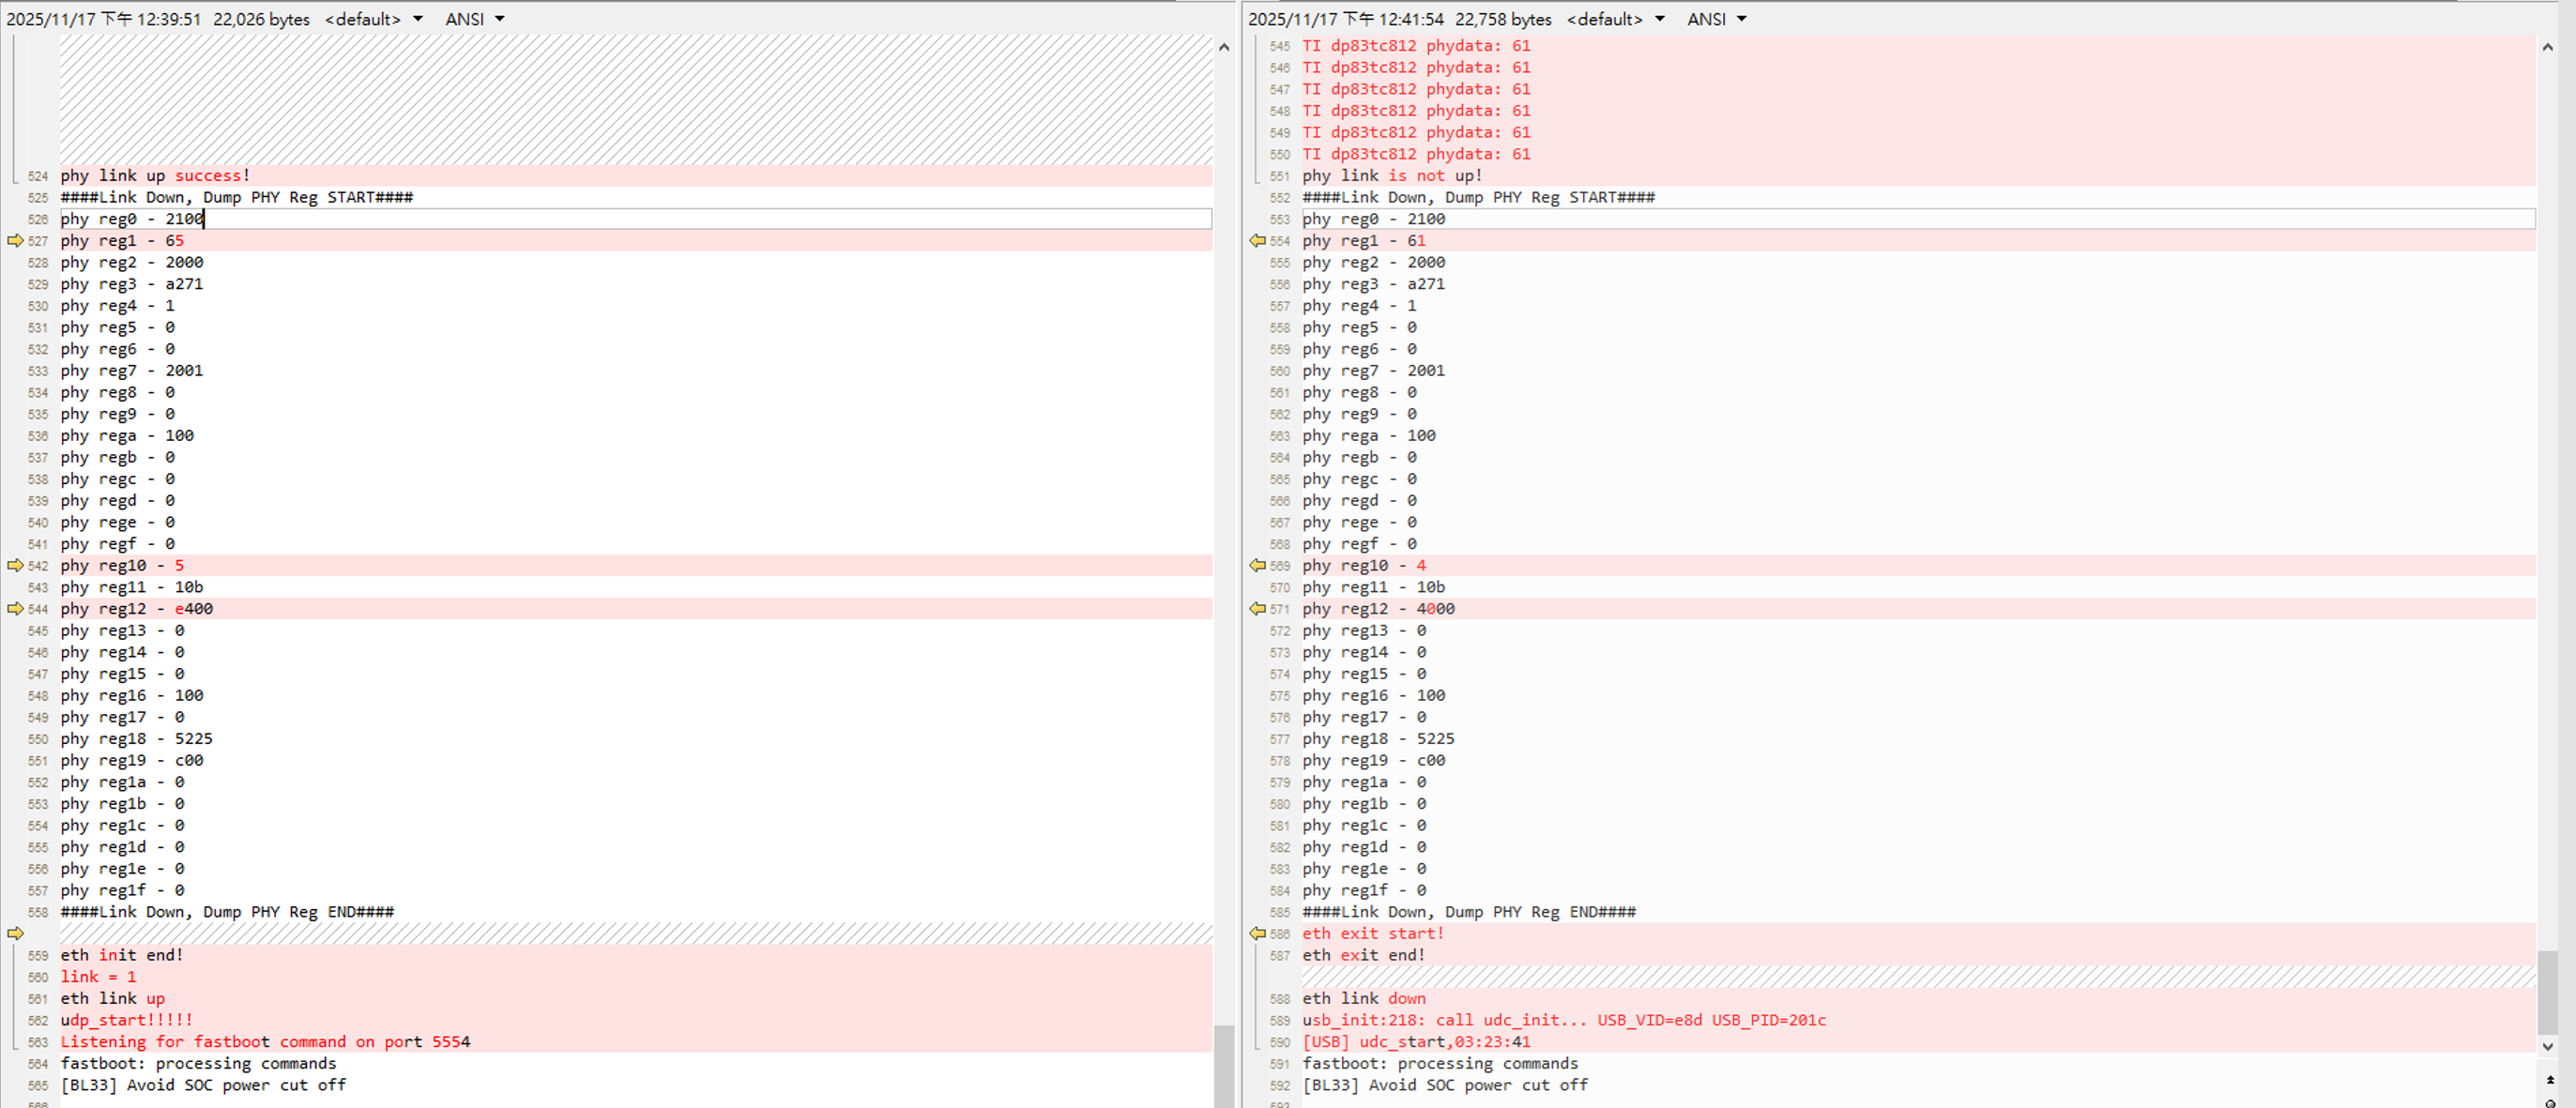 2025/11/17 下午 12:39:51 22,026 bytes <default> ANSI
524 phy link up success!
525 ####Link Down, Dump PHY Reg START####
526 phy reg0 - 2100
527 phy reg1 - 65
528 phy reg2 - 2000
529 phy reg3 - a271
530 phy reg4 - 1
531 phy reg5 - 0
532 phy reg6 - 0
533 phy reg7 - 2001
534 phy reg8 - 0
535 phy reg9 - 0
536 phy rega - 100
537 phy regb - 0
538 phy regc - 0
539 phy regd - 0
540 phy rege - 0
541 phy regf - 0
542 phy reg10 - 5
543 phy reg11 - 10b
544 phy reg12 - e400
545 phy reg13 - 0
546 phy reg14 - 0
547 phy reg15 - 0
548 phy reg16 - 100
549 phy reg17 - 0
550 phy reg18 - 5225
551 phy reg19 - c00
552 phy reg1a - 0
553 phy reg1b - 0
554 phy reg1c - 0
555 phy reg1d - 0
556 phy reg1e - 0
557 phy reg1f - 0
558 ####Link Down, Dump PHY Reg END####
559 eth init end!
560 link = 1
561 eth link up
562 udp_start!!!!!
563 Listening for fastboot command on port 5554
564 fastboot: processing commands
565 [BL33] Avoid SOC power cut off
566
2025/11/17 下午 12:41:54 22,758 bytes <default> ANSI
545 TI dp83tc812 phydata: 61
546 TI dp83tc812 phydata: 61
547 TI dp83tc812 phydata: 61
548 TI dp83tc812 phydata: 61
549 TI dp83tc812 phydata: 61
550 TI dp83tc812 phydata: 61
551 phy link is not up!
552 ####Link Down, Dump PHY Reg START####
553 phy reg0 - 2100
554 phy reg1 - 61
555 phy reg2 - 2000
556 phy reg3 - a271
557 phy reg4 - 1
558 phy reg5 - 0
559 phy reg6 - 0
560 phy reg7 - 2001
561 phy reg8 - 0
562 phy reg9 - 0
563 phy rega - 100
564 phy regb - 0
565 phy regc - 0
566 phy regd - 0
567 phy rege - 0
568 phy regf - 0
569 phy reg10 - 4
570 phy reg11 - 10b
571 phy reg12 - 4000
572 phy reg13 - 0
573 phy reg14 - 0
574 phy reg15 - 0
575 phy reg16 - 100
576 phy reg17 - 0
577 phy reg18 - 5225
578 phy reg19 - c00
579 phy reg1a - 0
580 phy reg1b - 0
581 phy reg1c - 0
582 phy reg1d - 0
583 phy reg1e - 0
584 phy reg1f - 0
585 ####Link Down, Dump PHY Reg END####
586 eth exit start!
587 eth exit end!
588 eth link down
589 usb_init:218: call udc_init... USB_VID=e8d USB_PID=201c
590 [USB] udc_start,03:23:41
591 fastboot: processing commands
592 [BL33] Avoid SOC power cut off
593